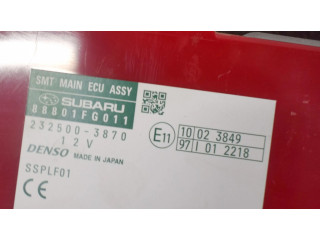 SMT MAIN ECU ASSY
SUBARU
88801FG011
232500-3870
12V
DENSO MADE IN JAPAN
SSPLF01
CE
E11
10 02 3849
97 I 01 2218